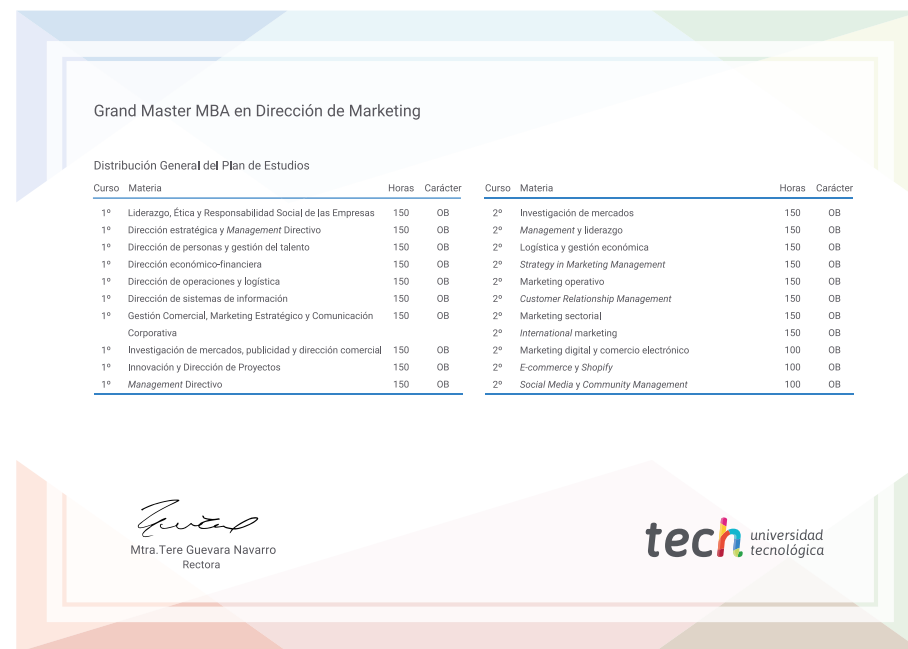 Grand Master MBA en Dirección de Marketing
Distribución General del Plan de Estudios
Curso Materia Horas Carácter
1º Liderazgo, Ética y Responsabilidad Social de las Empresas 150 OB
1º Dirección estratégica y Management Directivo 150 OB
1º Dirección de personas y gestión del talento 150 OB
1º Dirección económico-financiera 150 OB
1º Dirección de operaciones y logística 150 OB
1º Dirección de sistemas de información 150 OB
1º Gestión Comercial, Marketing Estratégico y Comunicación 150 OB
Corporativa
1º Investigación de mercados, publicidad y dirección comercial 150 OB
1º Innovación y Dirección de Proyectos 150 OB
1º Management Directivo 150 OB
Curso Materia Horas Carácter
2º Investigación de mercados 150 OB
2º Management y liderazgo 150 OB
2º Logística y gestión económica 150 OB
2º Strategy in Marketing Management 150 OB
2º Marketing operativo 150 OB
2º Customer Relationship Management 150 OB
2º Marketing sectorial 150 OB
2º International marketing 150 OB
2º Marketing digital y comercio electrónico 100 OB
2º E-commerce y Shopify 100 OB
2º Social Media y Community Management 100 OB
Mtra.Tere Guevara Navarro
Rectora
tech universidad
tecnológica